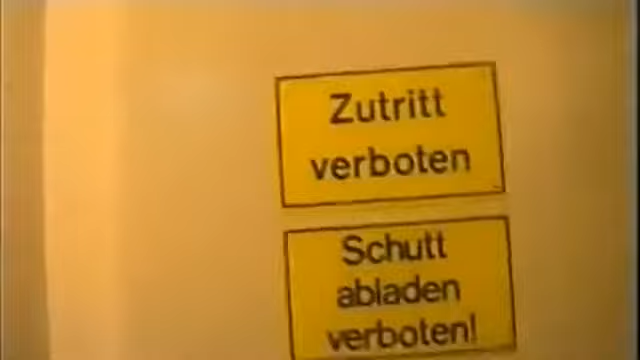 Zutritt
verboten
Schutt
abladen
verboten!